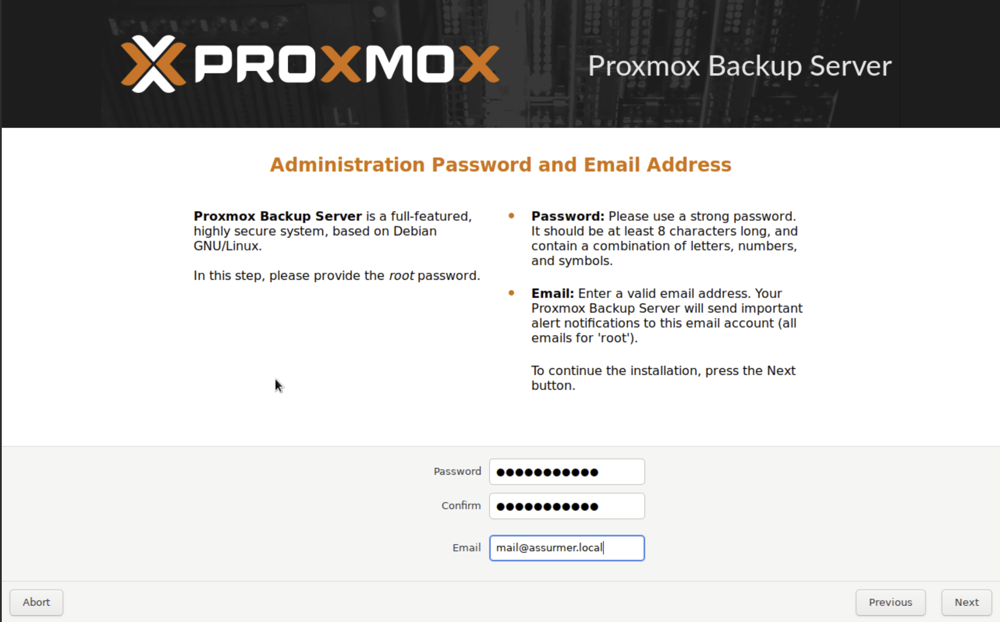 PROXMOX
Proxmox Backup Server
Administration Password and Email Address
Proxmox Backup Server is a full-featured,
highly secure system, based on Debian
GNU/Linux.
In this step, please provide the root password.
Password: Please use a strong password.
It should be at least 8 characters long, and
contain a combination of letters, numbers,
and symbols.
Email: Enter a valid email address. Your
Proxmox Backup Server will send important
alert notifications to this email account (all
emails for 'root').
To continue the installation, press the Next
button.
Password ●●●●●●●●●●●
Confirm ●●●●●●●●●●●
Email mail@assurmer.local
Abort Previous Next